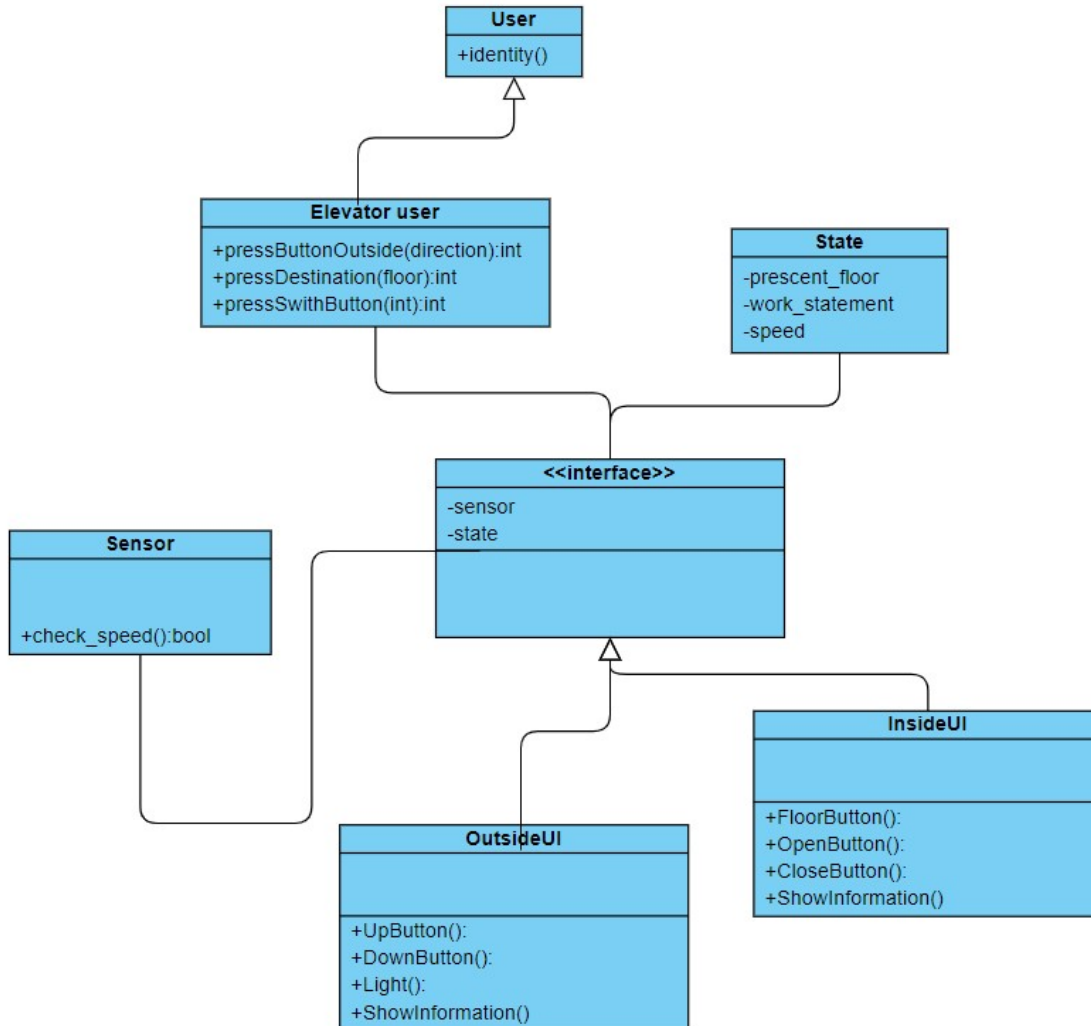 User
+identity()
Elevator user
+pressButtonOutside(direction):int
+pressDestination(floor):int
+pressSwithButton(int):int
State
-prescent_floor
-work_statement
-speed
<<interface>>
-sensor
-state
Sensor
+check_speed():bool
InsideUI
+FloorButton():
+OpenButton():
+CloseButton():
+ShowInformation()
OutsideUI
+UpButton():
+DownButton():
+Light():
+ShowInformation()